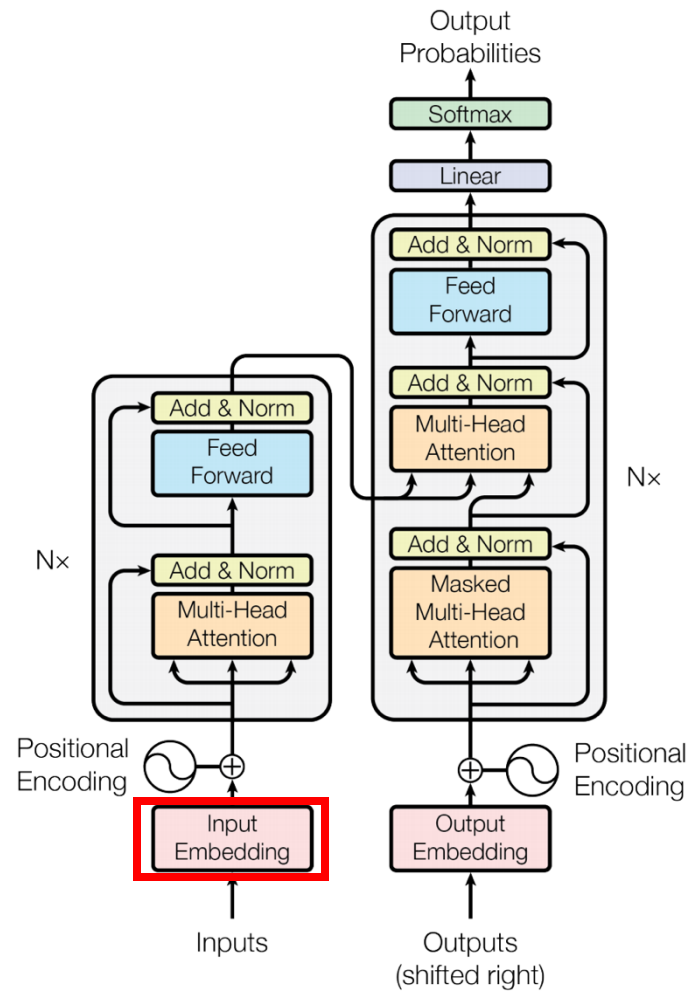 Output
Probabilities
Softmax
Linear
Add & Norm
Feed
Forward
Add & Norm
Multi-Head
Attention
Nx
Add & Norm
Masked
Multi-Head
Attention
Add & Norm
Feed
Forward
Nx
Add & Norm
Multi-Head
Attention
Positional
Encoding
Positional
Encoding
Input
Embedding
Output
Embedding
Inputs
Outputs
(shifted right)